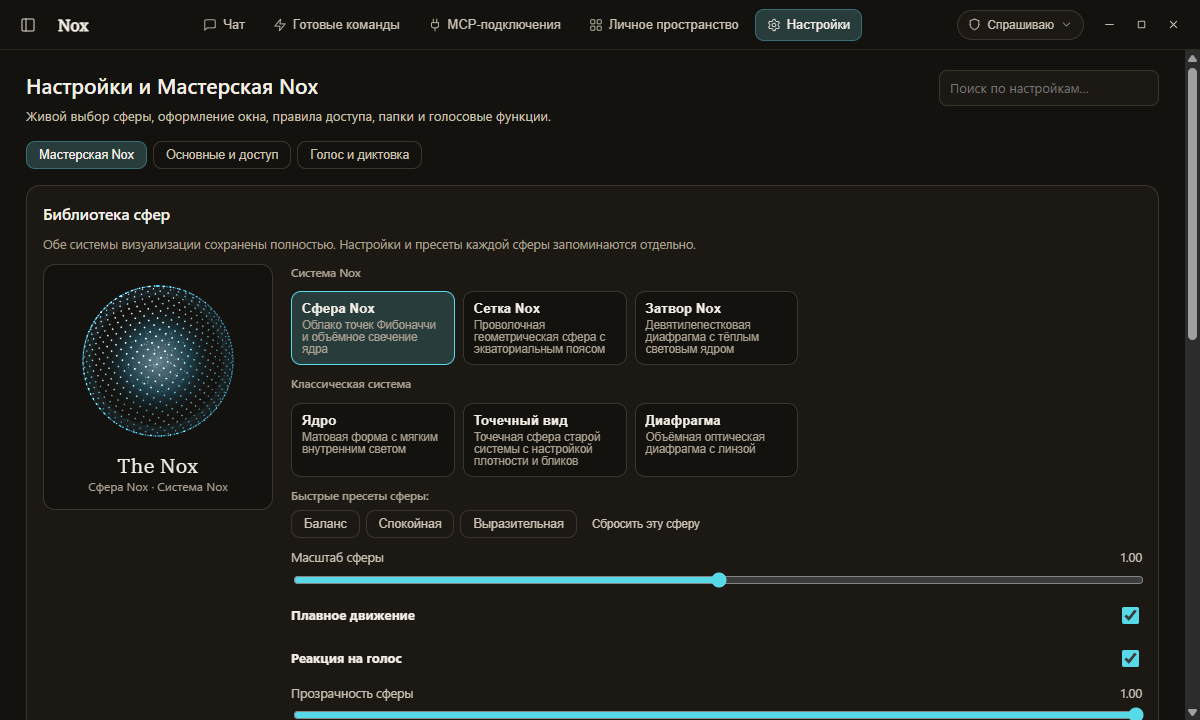 Nox
Чат
Готовые команды
MCP-подключения
Личное пространство
Настройки
Спрашиваю
Настройки и Мастерская Nox
Поиск по настройкам...
Живой выбор сферы, оформление окна, правила доступа, папки и голосовые функции.
Мастерская Nox
Основные и доступ
Голос и диктовка
Библиотека сфер
Обе системы визуализации сохранены полностью. Настройки и пресеты каждой сферы запоминаются отдельно.
The Nox
Сфера Nox · Система Nox
Система Nox
Сфера Nox
Облако точек Фибоначчи
и объёмное свечение
ядра
Сетка Nox
Проволочная
геометрическая сфера с
экваториальным поясом
Затвор Nox
Девятилепестковая
диафрагма с тёплым
световым ядром
Классическая система
Ядро
Матовая форма с мягким
внутренним светом
Точечный вид
Точечная сфера старой
системы с настройкой
плотности и бликов
Диафрагма
Объёмная оптическая
диафрагма с линзой
Быстрые пресеты сферы:
Баланс
Спокойная
Выразительная
Сбросить эту сферу
Масштаб сферы
1.00
Плавное движение
Реакция на голос
Прозрачность сферы
1.00